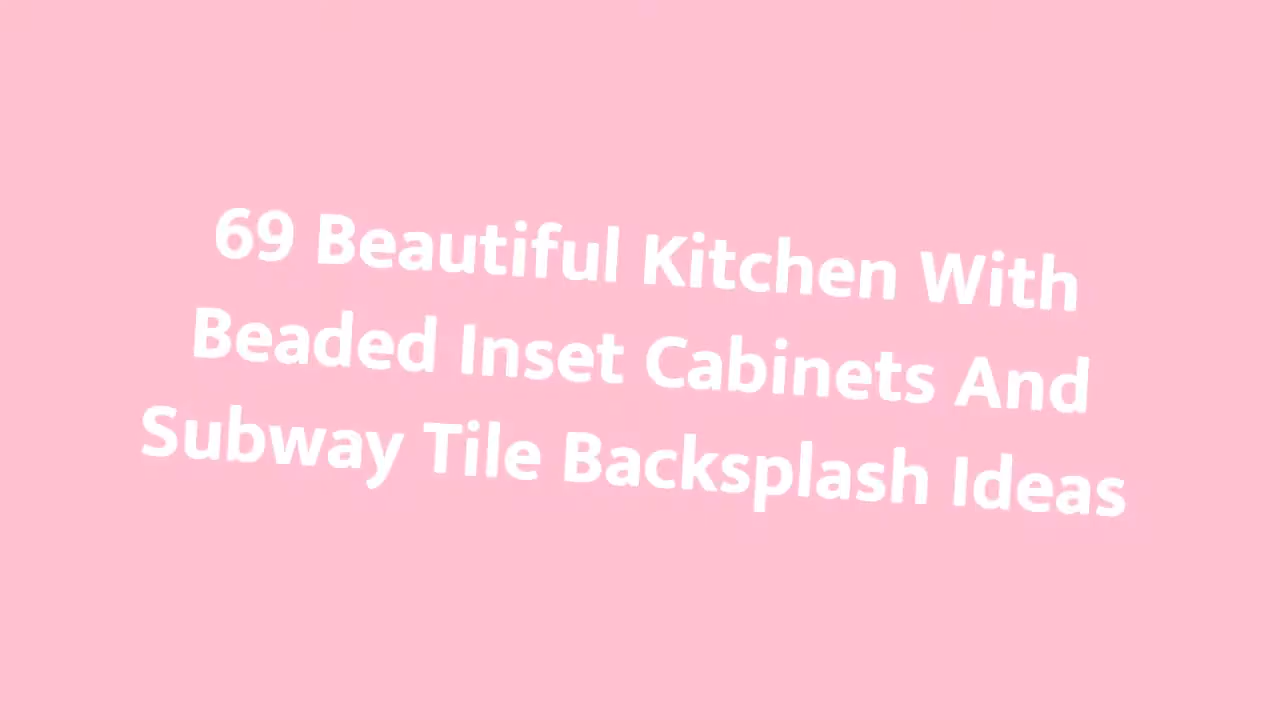 69 Beautiful Kitchen With
Beaded Inset Cabinets And
Subway Tile Backsplash Ideas